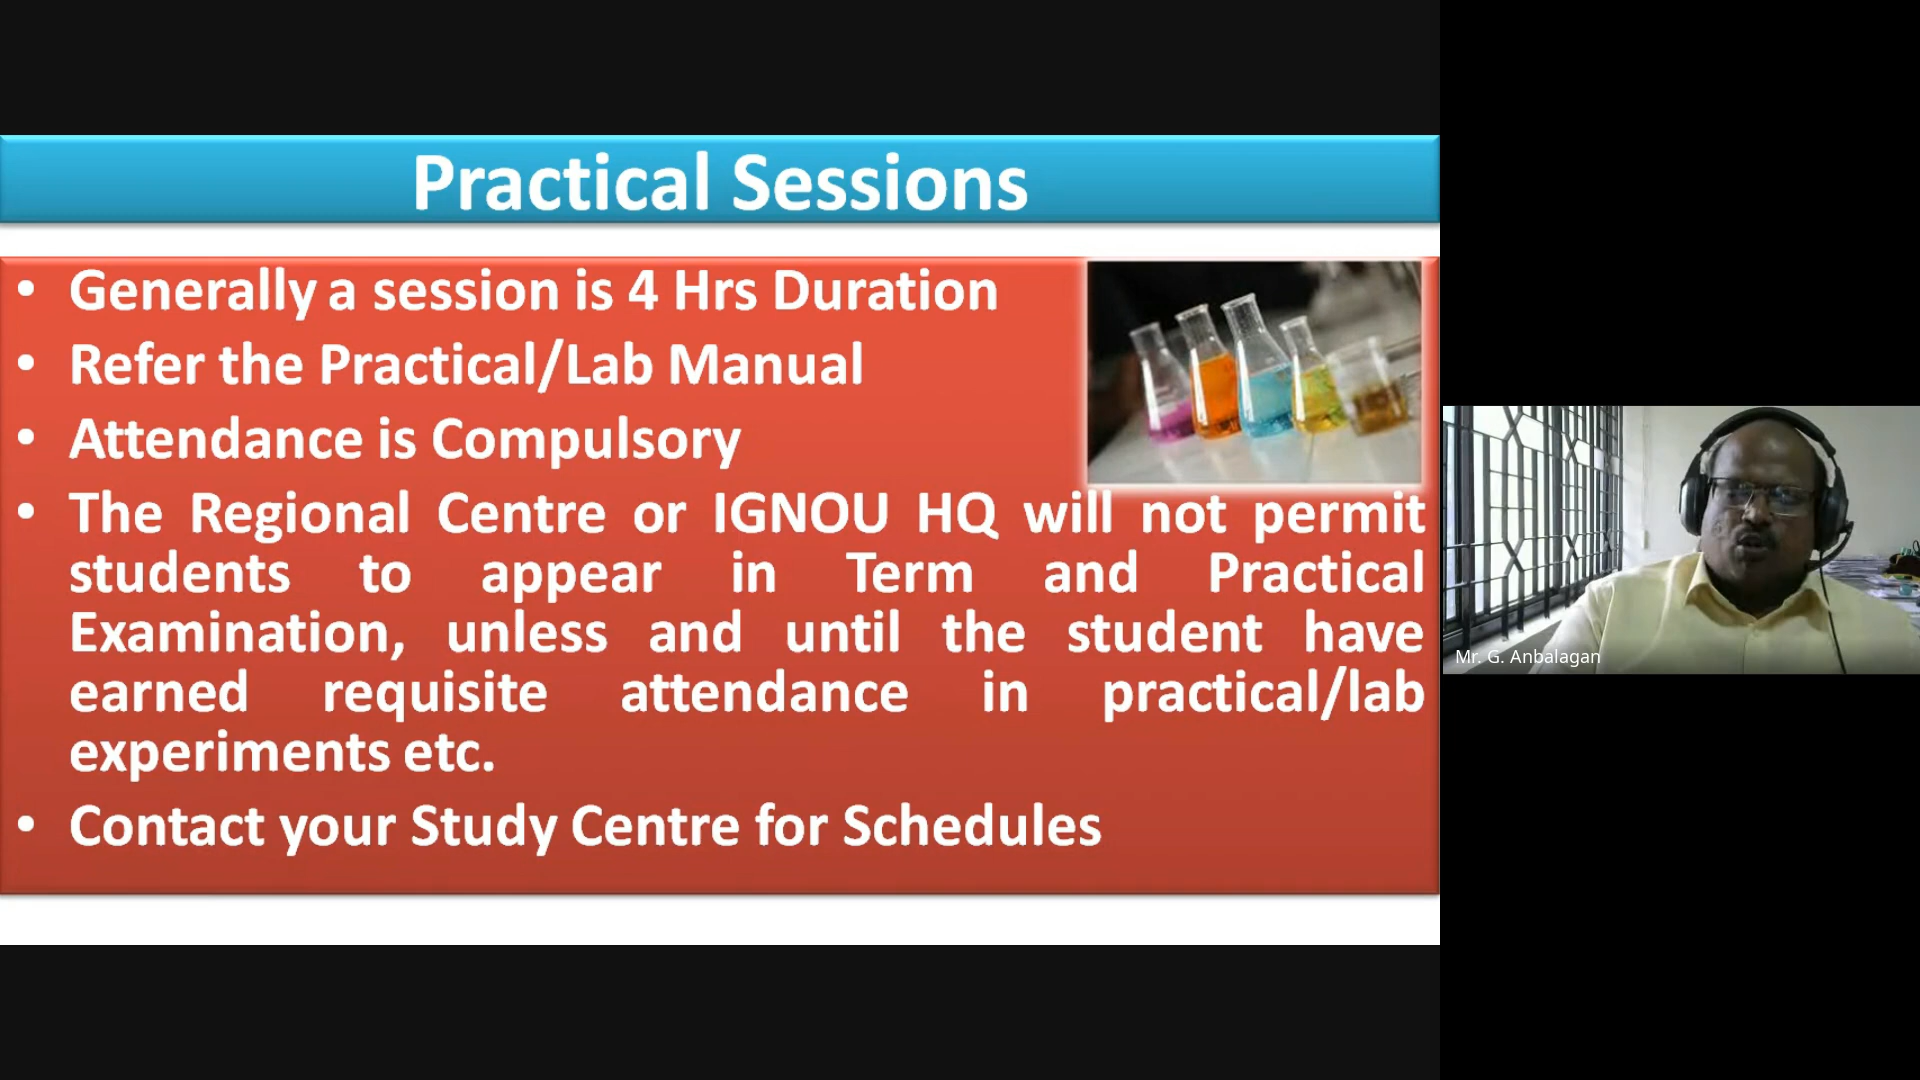 Practical Sessions
• Generally a session is 4 Hrs Duration
• Refer the Practical/Lab Manual
• Attendance is Compulsory
• The Regional Centre or IGNOU HQ will not permit
students to appear in Term and Practical
Examination, unless and until the student have
earned requisite attendance in practical/lab
experiments etc.
• Contact your Study Centre for Schedules
Mr. G. Anbalagan